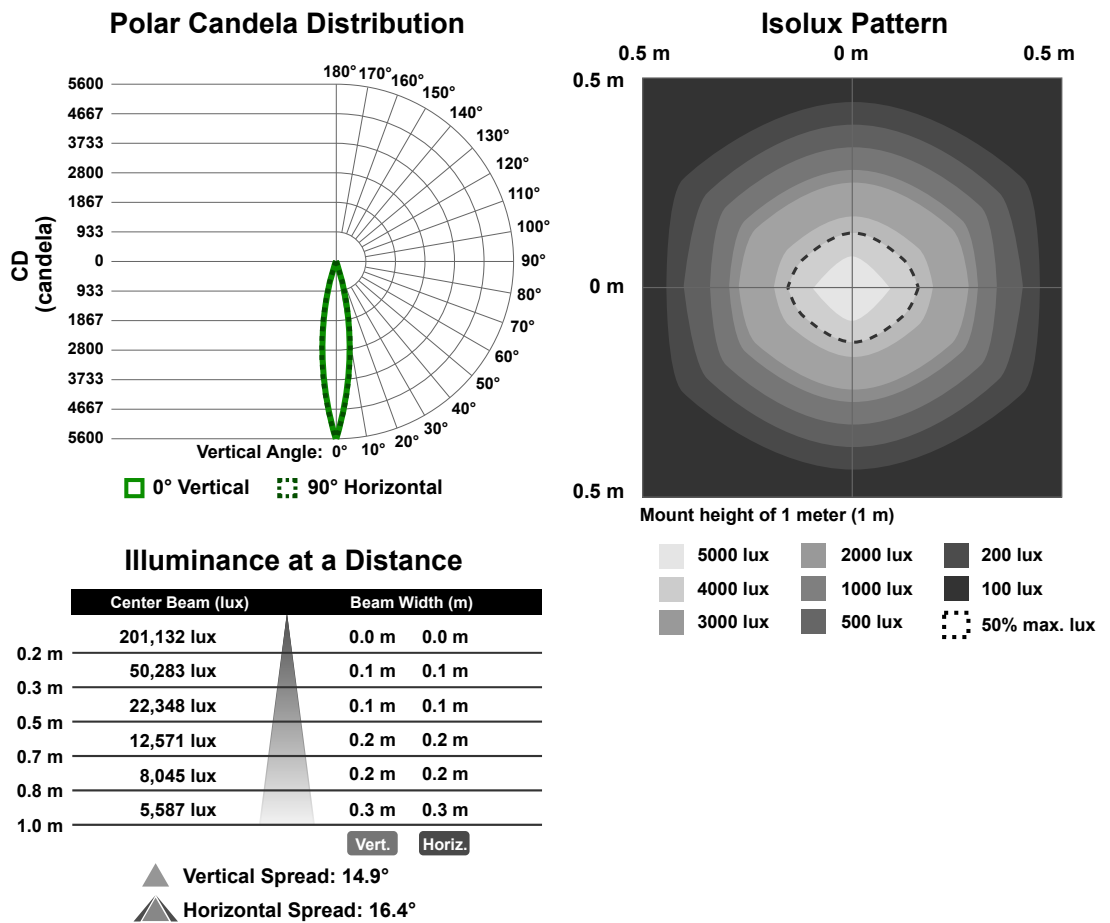 Polar Candela Distribution
5600
4667
3733
2800
1867
933
0
933
1867
2800
3733
4667
5600
CD
(candela)
180°
170°
160°
150°
140°
130°
120°
110°
100°
90°
80°
70°
60°
50°
40°
30°
20°
10°
Vertical Angle: 0°
0° Vertical 90° Horizontal
Isolux Pattern
0.5 m 0 m 0.5 m
0.5 m
0 m
0.5 m
Mount height of 1 meter (1 m)
5000 lux 2000 lux 200 lux
4000 lux 1000 lux 100 lux
3000 lux 500 lux 50% max. lux
Illuminance at a Distance
Center Beam (lux) Beam Width (m)
201,132 lux 0.0 m 0.0 m
0.2 m
50,283 lux 0.1 m 0.1 m
0.3 m
22,348 lux 0.1 m 0.1 m
0.5 m
12,571 lux 0.2 m 0.2 m
0.7 m
8,045 lux 0.2 m 0.2 m
0.8 m
5,587 lux 0.3 m 0.3 m
1.0 m
Vert. Horiz.
Vertical Spread: 14.9°
Horizontal Spread: 16.4°